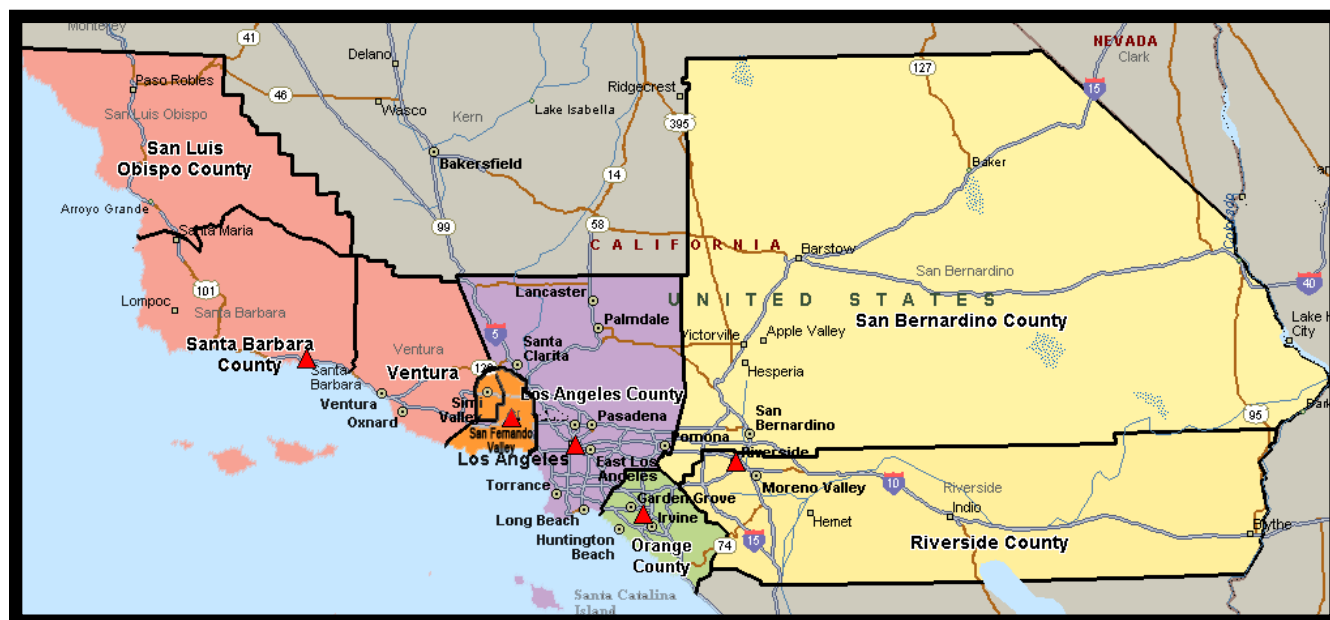 Monterey
41
Delano
NEVADA
Clark
127
15
Paso Robles
46
Wasco
Ridgecrest
Lake Isabella
San Luis Obispo
Kern
395
San Luis
Obispo County
Bakersfield
Baker
14
Arroyo Grande
99
58
Santa Maria
CALIFORNIA
Colorado
Barstow
San Bernardino
40
101
Lancaster
UNITED STATES
Lompoc
Santa Barbara
Palmdale
San Bernardino County
5
Victorville
Apple Valley
City
Santa Barbara
County
Ventura
Santa
Clarita
Santa
Barbara
Ventura
Hesperia
Simi
Valley
Los Angeles County
Ventura
Oxnard
Pasadena
San
Bernardino
95
San Fernando
Valley
Pomona
Los Angeles
East Los
Angeles
Riverside
Moreno Valley
10
Riverside
Torrance
Garden Grove
Long Beach
Irvine
Hemet
Indio
Blythe
Huntington
Beach
Orange
County
74
15
Riverside County
Santa Catalina
Island